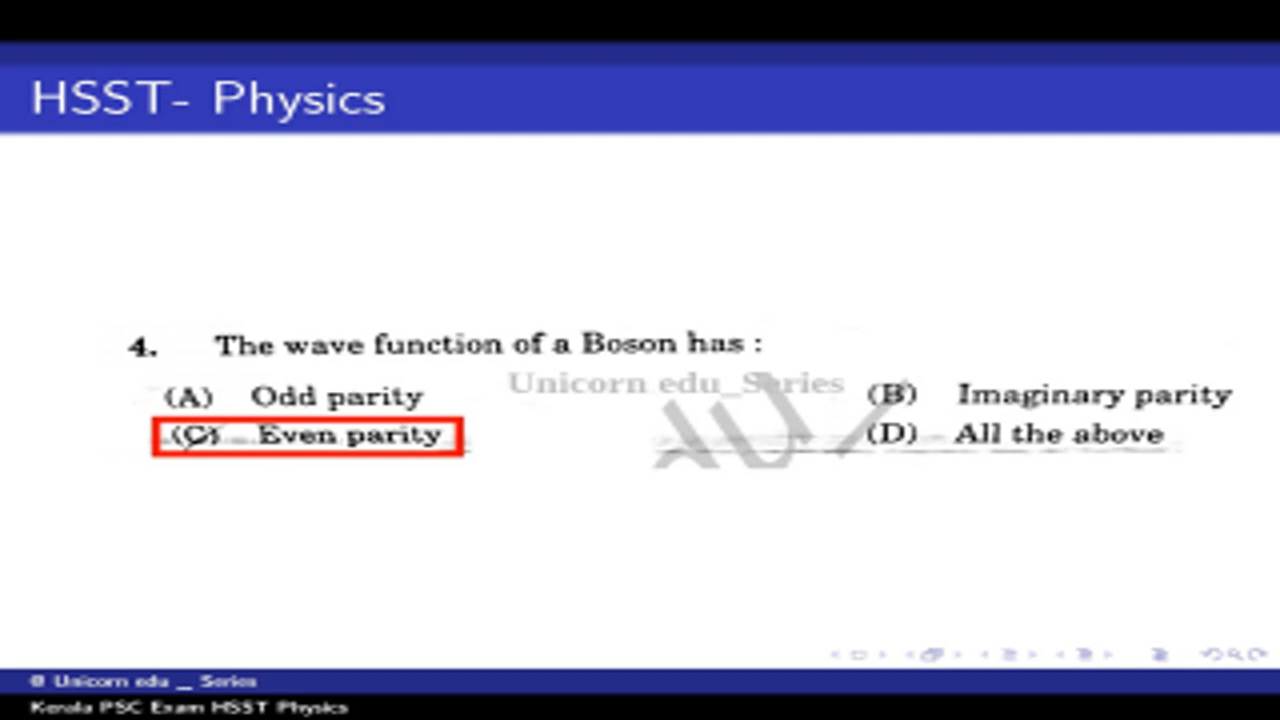 HSST- Physics
4. The wave function of a Boson has :
Unicorn edu_Series
(A) Odd parity (B) Imaginary parity
(C) Even parity (D) All the above
© Unicorn edu _ Series
Kerala PSC Exam HSST Physics